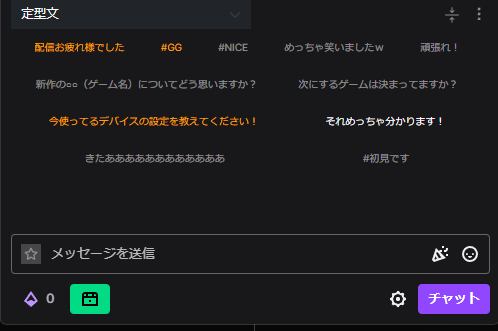 定型文
配信お疲れ様でした #GG #NICE めっちゃ笑いましたw 頑張れ！
新作の○○（ゲーム名）についてどう思いますか？ 次にするゲームは決まってますか？
今使ってるデバイスの設定を教えてください！ それめっちゃ分かります！
きたあああああああああああ #初見です
メッセージを送信
0 チャット